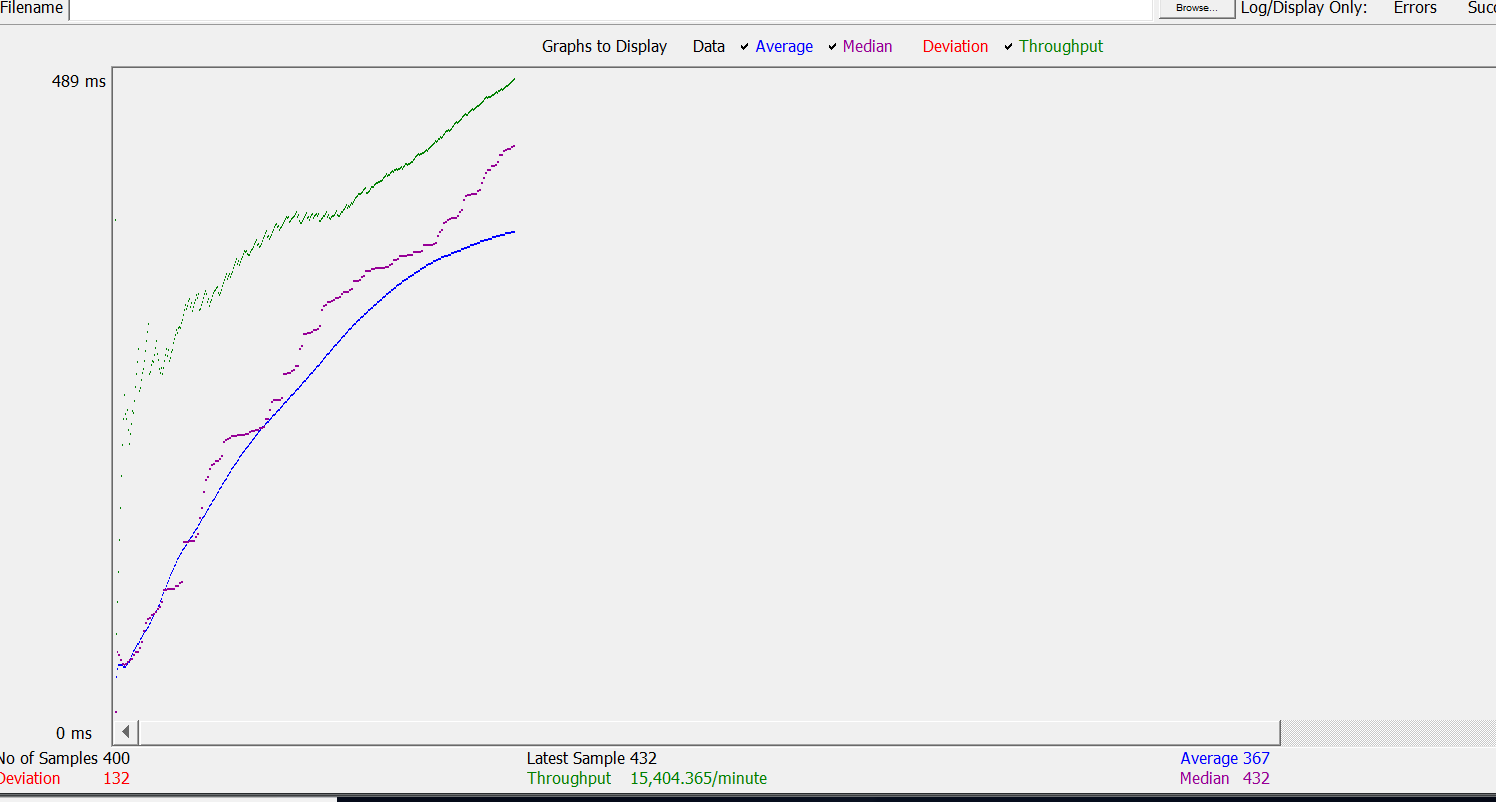 Filename Browse... Log/Display Only: Errors
Graphs to Display Data Average Median Deviation Throughput
489 ms
0 ms
No of Samples 400 Latest Sample 432 Average 367
Deviation 132 Throughput 15,404.365/minute Median 432